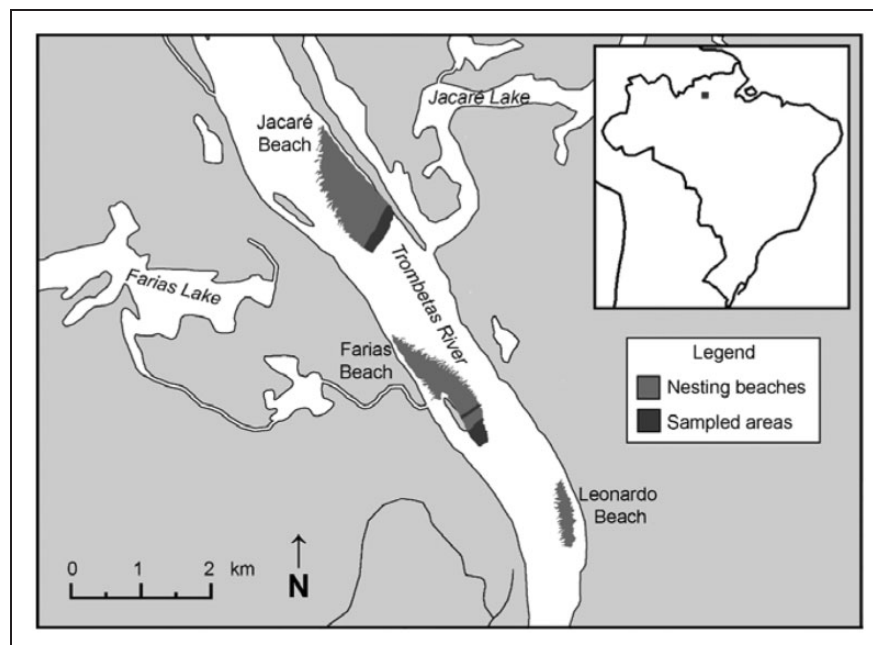 Jacaré Lake
Jacaré
Beach
Trombetas River
Farias Lake
Farias
Beach
Legend
Nesting beaches
Sampled areas
Leonardo
Beach
0 1 2 km
N